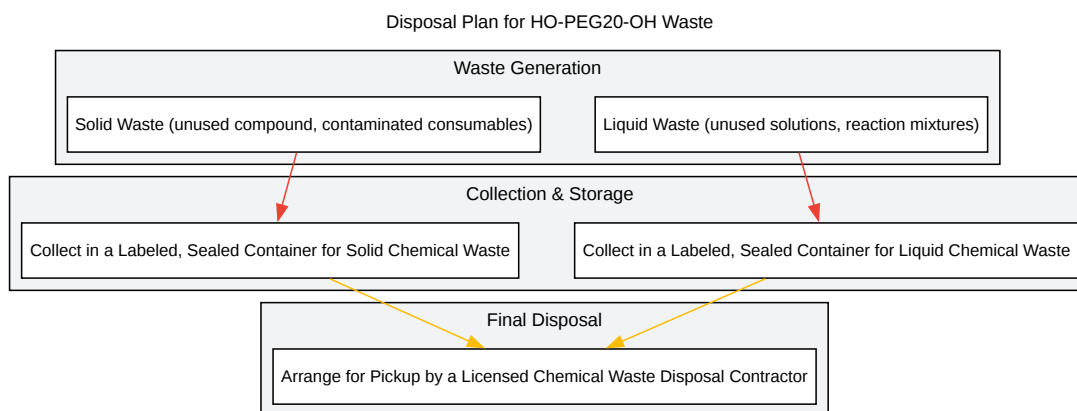 Disposal Plan for HO-PEG20-OH Waste
Waste Generation
Solid Waste (unused compound, contaminated consumables)
Liquid Waste (unused solutions, reaction mixtures)
Collection & Storage
Collect in a Labeled, Sealed Container for Solid Chemical Waste
Collect in a Labeled, Sealed Container for Liquid Chemical Waste
Final Disposal
Arrange for Pickup by a Licensed Chemical Waste Disposal Contractor